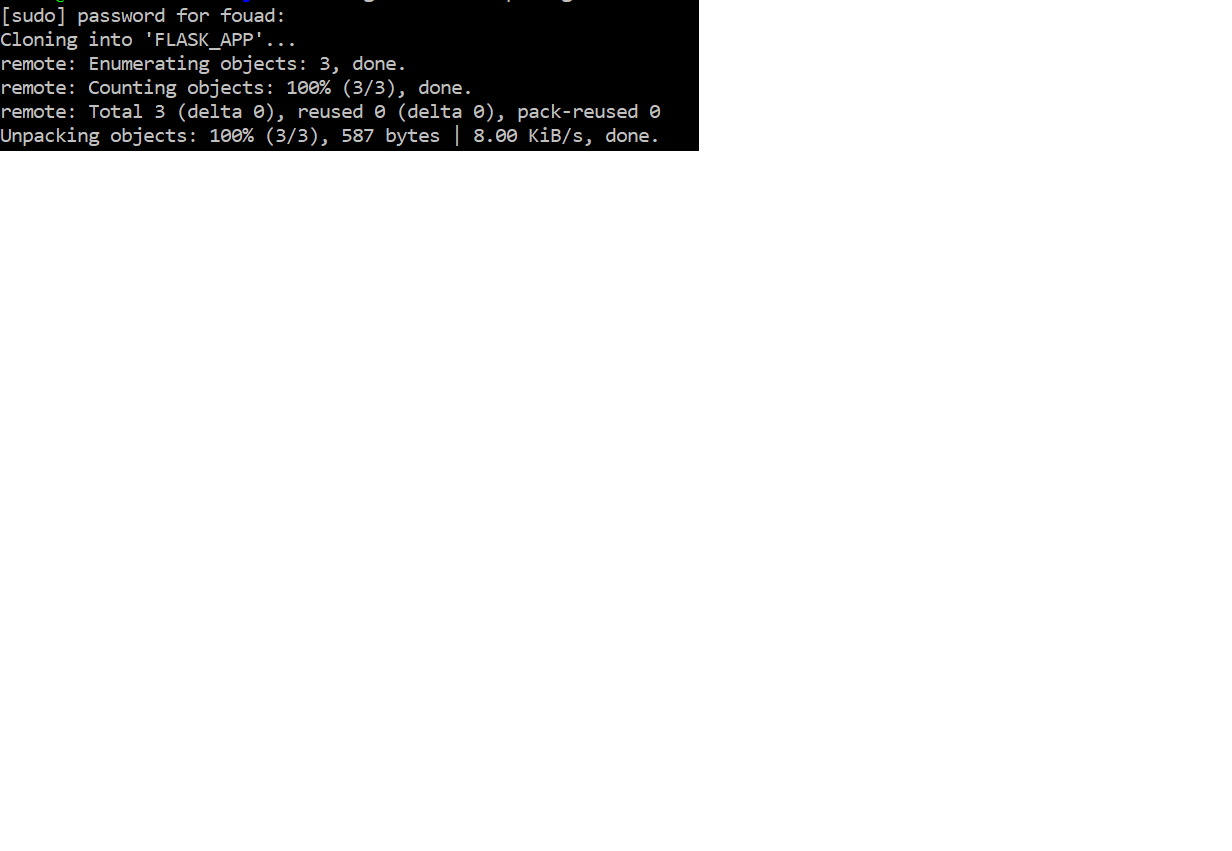 [sudo] password for fouad:
Cloning into 'FLASK_APP'...
remote: Enumerating objects: 3, done.
remote: Counting objects: 100% (3/3), done.
remote: Total 3 (delta 0), reused 0 (delta 0), pack-reused 0
Unpacking objects: 100% (3/3), 587 bytes | 8.00 KiB/s, done.